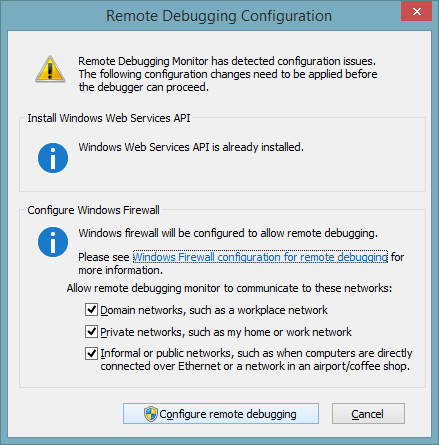 Remote Debugging Configuration
Remote Debugging Monitor has detected configuration issues.
The following configuration changes need to be applied before
the debugger can proceed.
Install Windows Web Services API
Windows Web Services API is already installed.
Configure Windows Firewall
Windows firewall will be configured to allow remote debugging.
Please see Windows Firewall configuration for remote debugging for
more information.
Allow remote debugging monitor to communicate to these networks:
Domain networks, such as a workplace network
Private networks, such as my home or work network
Informal or public networks, such as when computers are directly
connected over Ethernet or a network in an airport/coffee shop.
Configure remote debugging
Cancel